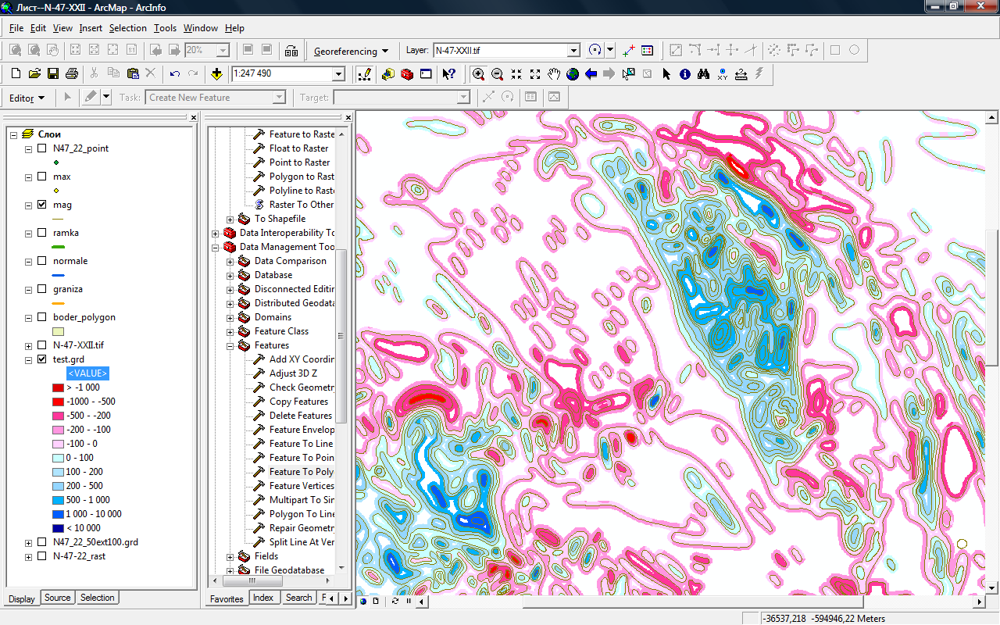 Лист--N-47-XXII - ArcMap - ArcInfo
File Edit View Insert Selection Tools Window Help
20% Georeferencing Layer: N-47-XXII.tif
1:247 490
Editor Task: Create New Feature Target:
Слои
N47_22_point
max
mag
ramka
normale
graniza
boder_polygon
N-47-XXII.tif
test.grd
<VALUE>
> -1 000
-1000 - -500
-500 - -200
-200 - -100
-100 - 0
0 - 100
100 - 200
200 - 500
500 - 1 000
1 000 - 10 000
< 10 000
N47_22_50ext100.grd
N-47-22_rast
Display Source Selection
Feature to Raste
Float to Raster
Point to Raster
Polygon to Rast
Polyline to Raste
Raster To Other
To Shapefile
Data Interoperability To
Data Management Too
Data Comparison
Database
Disconnected Editin
Distributed Geodata
Domains
Feature Class
Features
Add XY Coordin
Adjust 3D Z
Check Geometr
Copy Features
Delete Features
Feature Envelop
Feature To Line
Feature To Poin
Feature To Poly
Feature Vertices
Multipart To Sin
Polygon To Line
Repair Geometr
Split Line At Ver
Fields
File Geodatabase
Favorites Index Search F
-36537,218 -594946,22 Meters